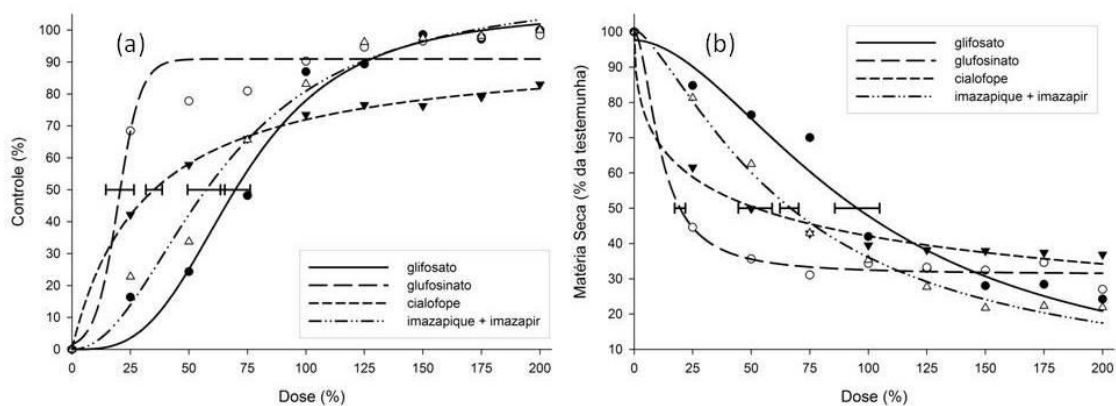 (a)
Controle (%)
100
90
80
70
60
50
40
30
20
10
0
glifosato
glufosinato
cialofope
imazapique + imazapir
0 25 50 75 100 125 150 175 200
Dose (%)
(b)
Matéria Seca (% da testemunha)
100
90
80
70
60
50
40
30
20
10
glifosato
glufosinato
cialofope
imazapique + imazapir
0 25 50 75 100 125 150 175 200
Dose (%)